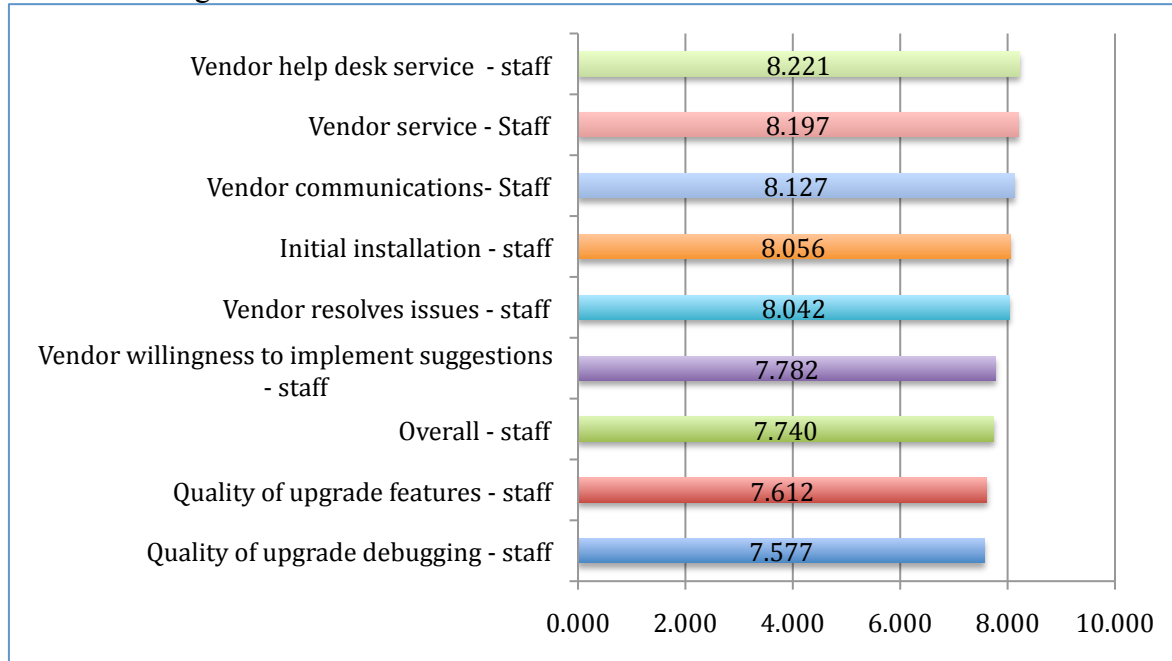 Vendor help desk service  - staff 8.221
Vendor service - Staff 8.197
Vendor communications- Staff 8.127
Initial installation - staff 8.056
Vendor resolves issues - staff 8.042
Vendor willingness to implement suggestions
- staff 7.782
Overall - staff 7.740
Quality of upgrade features - staff 7.612
Quality of upgrade debugging - staff 7.577
0.000 2.000 4.000 6.000 8.000 10.000